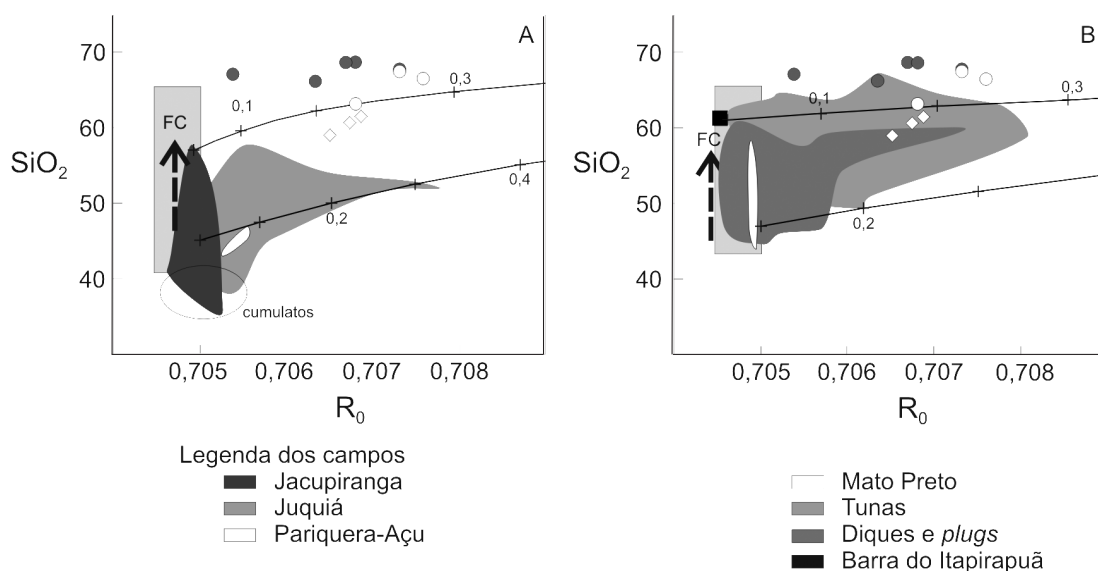 A
70
60
50
40
SiO2
FC
0,1
0,3
0,2
0,4
cumulatos
0,705
0,706
0,707
0,708
R0
Legenda dos campos
Jacupiranga
Juquiá
Pariquera-Açu
B
70
60
50
40
SiO2
FC
0,1
0,3
0,2
0,705
0,706
0,707
0,708
R0
Mato Preto
Tunas
Diques e plugs
Barra do Itapirapuã